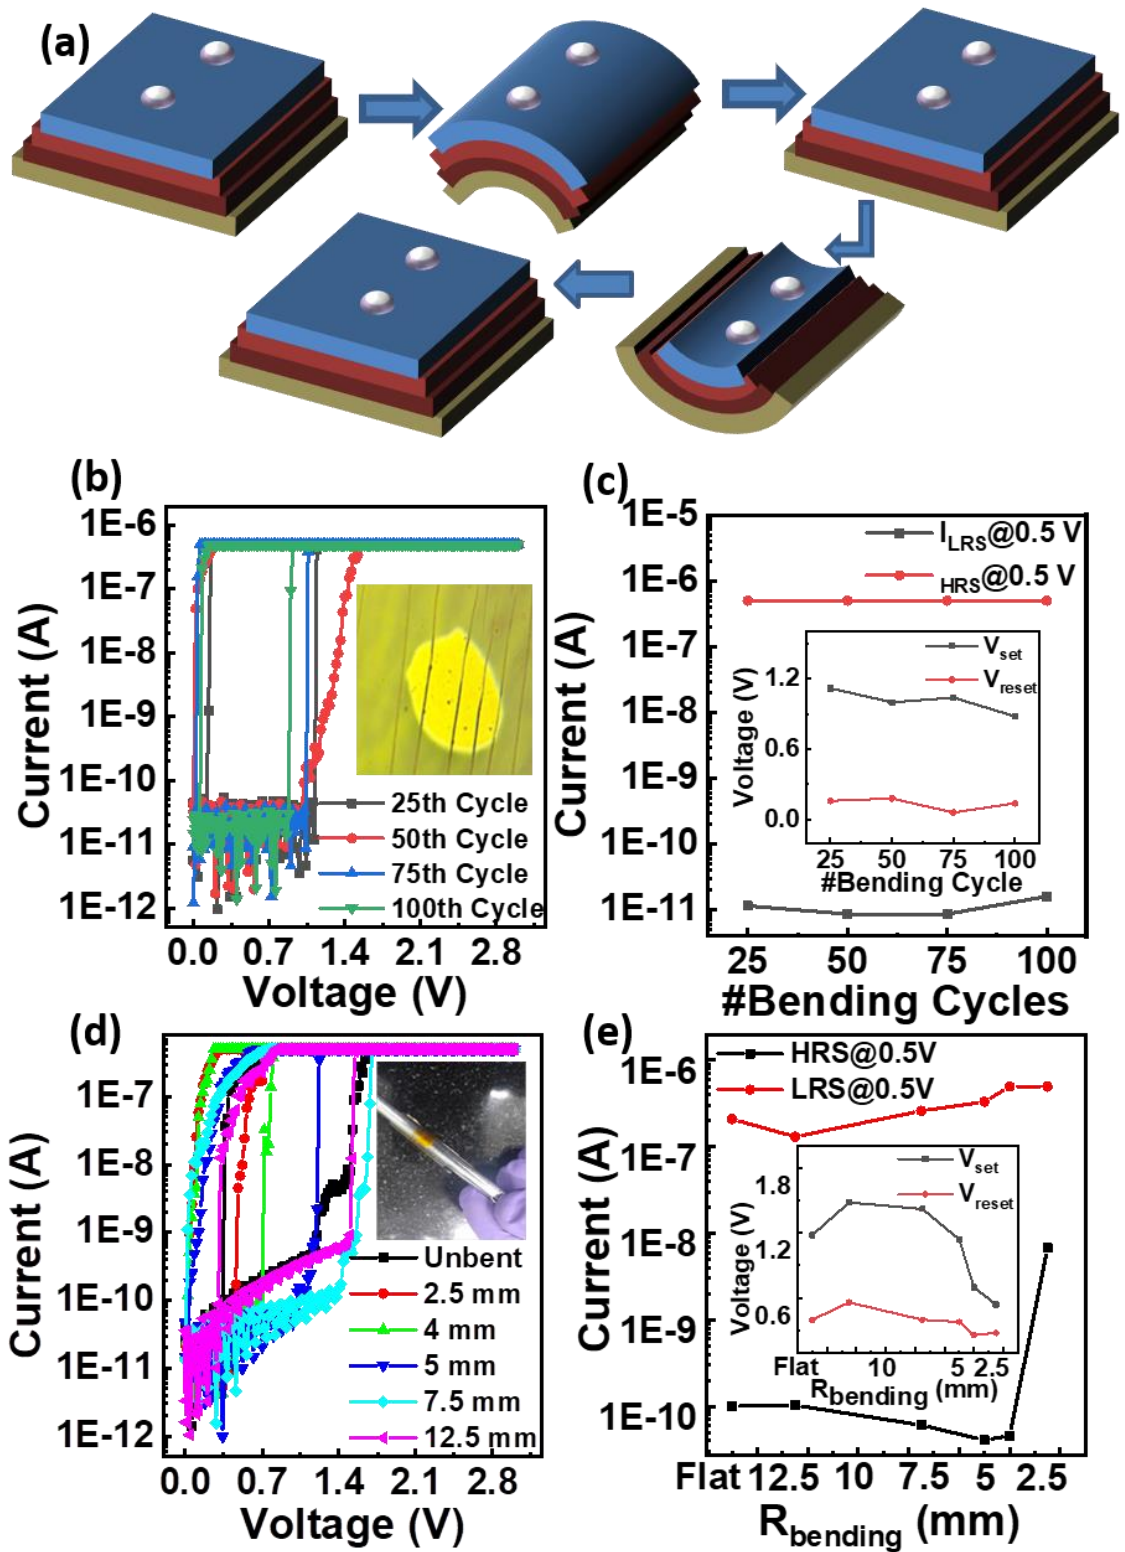 (a)
(b)
1E-6
1E-7
1E-8
1E-9
1E-10
1E-11
1E-12
Current (A)
25th Cycle
50th Cycle
75th Cycle
100th Cycle
0.0 0.7 1.4 2.1 2.8
Voltage (V)
(c)
1E-5
1E-6
1E-7
1E-8
1E-9
1E-10
1E-11
Current (A)
I_LRS@0.5 V
HRS@0.5 V
V_set
V_reset
1.2
0.6
0.0
Voltage (V)
25 50 75 100
#Bending Cycle
25 50 75 100
#Bending Cycles
(d)
1E-7
1E-8
1E-9
1E-10
1E-11
1E-12
Current (A)
Unbent
2.5 mm
4 mm
5 mm
7.5 mm
12.5 mm
0.0 0.7 1.4 2.1 2.8
Voltage (V)
(e)
1E-6
1E-7
1E-8
1E-9
1E-10
Current (A)
HRS@0.5V
LRS@0.5V
V_set
V_reset
1.8
1.2
0.6
Voltage (V)
Flat 10 5 2.5
R_bending (mm)
Flat 12.5 10 7.5 5 2.5
R_bending (mm)